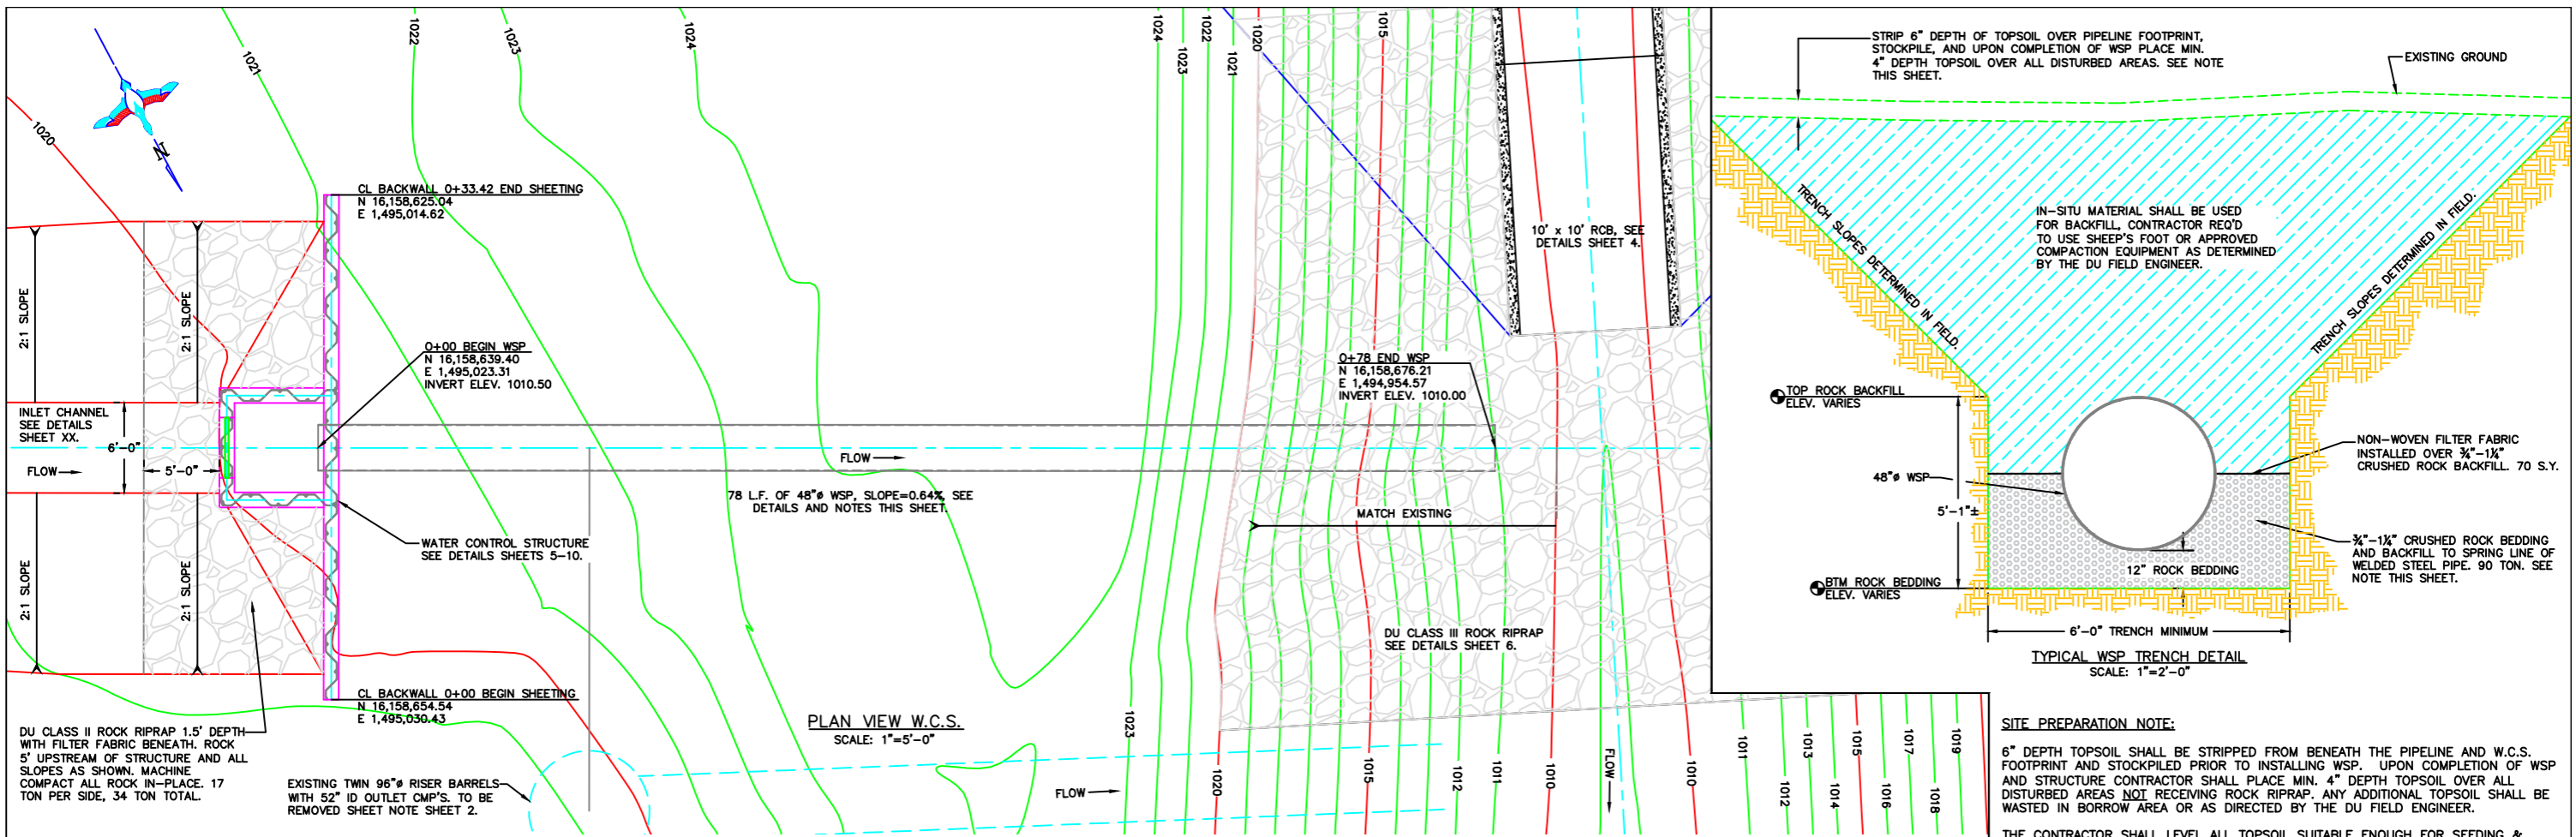 1021
1022
1023
1024
1024
1023
1022
1021
1020
1015
1020
N
CL BACKWALL 0+33.42 END SHEETING
N 16,158,625.04
E 1,495,014.62
2:1 SLOPE
2:1 SLOPE
0+00 BEGIN WSP
N 16,158,639.40
E 1,495,023.31
INVERT ELEV. 1010.50
10' x 10' RCB, SEE
DETAILS SHEET 4.
0+78 END WSP
N 16,158,676.21
E 1,494,954.57
INVERT ELEV. 1010.00
INLET CHANNEL
SEE DETAILS
SHEET XX.
6'-0"
FLOW
5'-0"
FLOW
78 L.F. OF 48"ø WSP, SLOPE=0.64%, SEE
DETAILS AND NOTES THIS SHEET.
MATCH EXISTING
WATER CONTROL STRUCTURE
SEE DETAILS SHEETS 5-10.
2:1 SLOPE
2:1 SLOPE
DU CLASS III ROCK RIPRAP
SEE DETAILS SHEET 6.
CL BACKWALL 0+00 BEGIN SHEETING
N 16,158,654.54
E 1,495,030.43
PLAN VIEW W.C.S.
SCALE: 1"=5'-0"
DU CLASS II ROCK RIPRAP 1.5' DEPTH
WITH FILTER FABRIC BENEATH. ROCK
5' UPSTREAM OF STRUCTURE AND ALL
SLOPES AS SHOWN. MACHINE
COMPACT ALL ROCK IN-PLACE. 17
TON PER SIDE, 34 TON TOTAL.
EXISTING TWIN 96"ø RISER BARRELS
WITH 52" ID OUTLET CMP'S. TO BE
REMOVED SHEET NOTE SHEET 2.
FLOW
1023
1020
1015
1012
1011
1010
FLOW
1010
1011
1012
1013
1014
1015
1016
1017
1018
1019
STRIP 6" DEPTH OF TOPSOIL OVER PIPELINE FOOTPRINT,
STOCKPILE, AND UPON COMPLETION OF WSP PLACE MIN.
4" DEPTH TOPSOIL OVER ALL DISTURBED AREAS. SEE NOTE
THIS SHEET.
EXISTING GROUND
TRENCH SLOPES DETERMINED IN FIELD.
IN-SITU MATERIAL SHALL BE USED
FOR BACKFILL, CONTRACTOR REQ'D
TO USE SHEEP'S FOOT OR APPROVED
COMPACTION EQUIPMENT AS DETERMINED
BY THE DU FIELD ENGINEER.
TRENCH SLOPES DETERMINED IN FIELD.
TOP ROCK BACKFILL
ELEV. VARIES
NON-WOVEN FILTER FABRIC
INSTALLED OVER ¾"-1¼"
CRUSHED ROCK BACKFILL. 70 S.Y.
48"ø WSP
5'-1"±
¾"-1¼" CRUSHED ROCK BEDDING
AND BACKFILL TO SPRING LINE OF
WELDED STEEL PIPE. 90 TON. SEE
NOTE THIS SHEET.
12" ROCK BEDDING
BTM ROCK BEDDING
ELEV. VARIES
6'-0" TRENCH MINIMUM
TYPICAL WSP TRENCH DETAIL
SCALE: 1"=2'-0"
SITE PREPARATION NOTE:
6" DEPTH TOPSOIL SHALL BE STRIPPED FROM BENEATH THE PIPELINE AND W.C.S.
FOOTPRINT AND STOCKPILED PRIOR TO INSTALLING WSP. UPON COMPLETION OF WSP
AND STRUCTURE CONTRACTOR SHALL PLACE MIN. 4" DEPTH TOPSOIL OVER ALL
DISTURBED AREAS NOT RECEIVING ROCK RIPRAP. ANY ADDITIONAL TOPSOIL SHALL BE
WASTED IN BORROW AREA OR AS DIRECTED BY THE DU FIELD ENGINEER.
THE CONTRACTOR SHALL LEVEL ALL TOPSOIL SUITABLE ENOUGH FOR SEEDING &